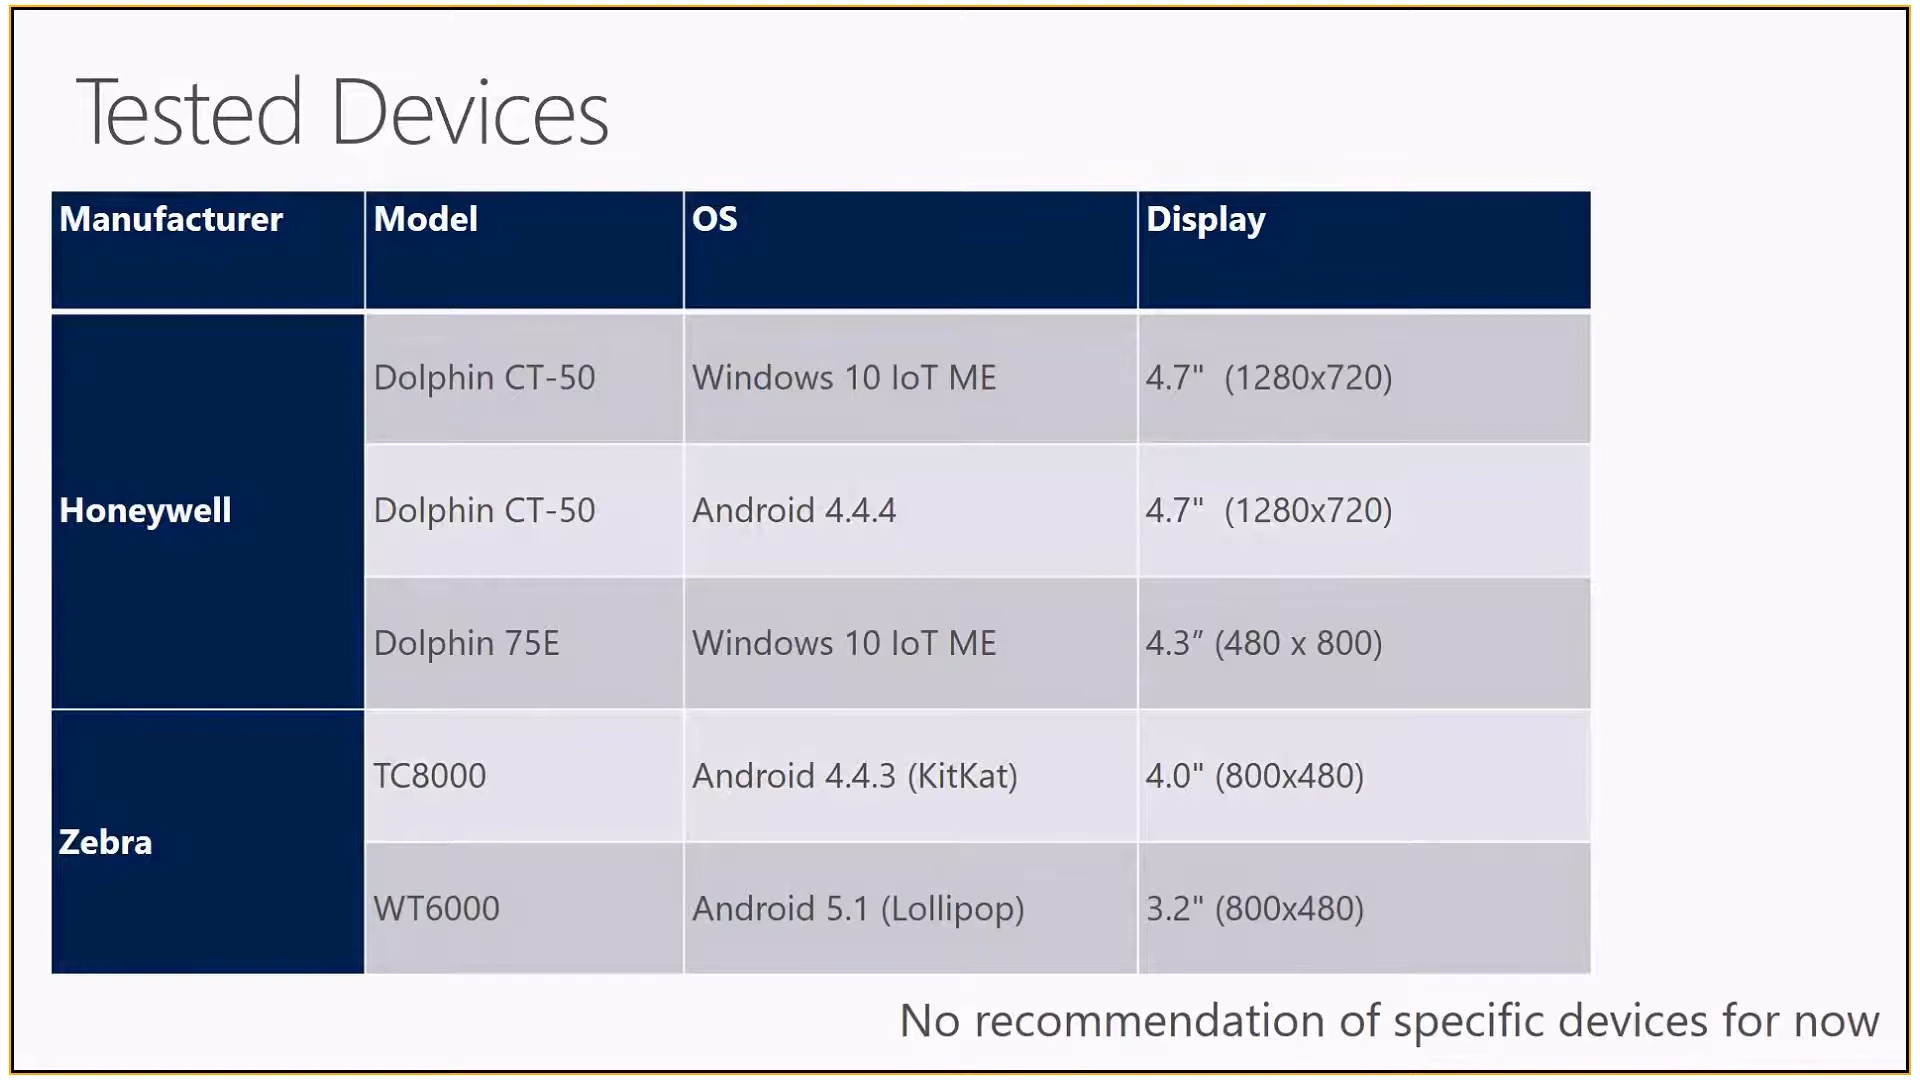 Tested Devices
Manufacturer Model OS Display
Honeywell
Dolphin CT-50 Windows 10 IoT ME 4.7"  (1280x720)
Dolphin CT-50 Android 4.4.4 4.7"  (1280x720)
Dolphin 75E Windows 10 IoT ME 4.3” (480 x 800)
Zebra
TC8000 Android 4.4.3 (KitKat) 4.0" (800x480)
WT6000 Android 5.1 (Lollipop) 3.2" (800x480)
No recommendation of specific devices for now